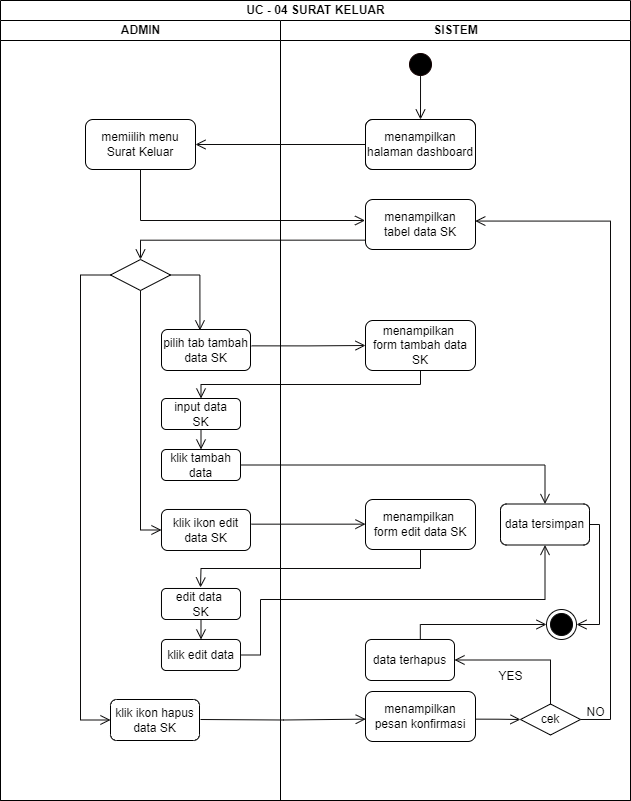 UC - 04 SURAT KELUAR
ADMIN
SISTEM
memiilih menu
Surat Keluar
menampilkan
halaman dashboard
menampilkan
tabel data SK
pilih tab tambah
data SK
menampilkan
form tambah data
SK
input data
SK
klik tambah
data
klik ikon edit
data SK
menampilkan
form edit data SK
data tersimpan
edit data
SK
klik edit data
data terhapus
YES
klik ikon hapus
data SK
menampilkan
pesan konfirmasi
cek
NO